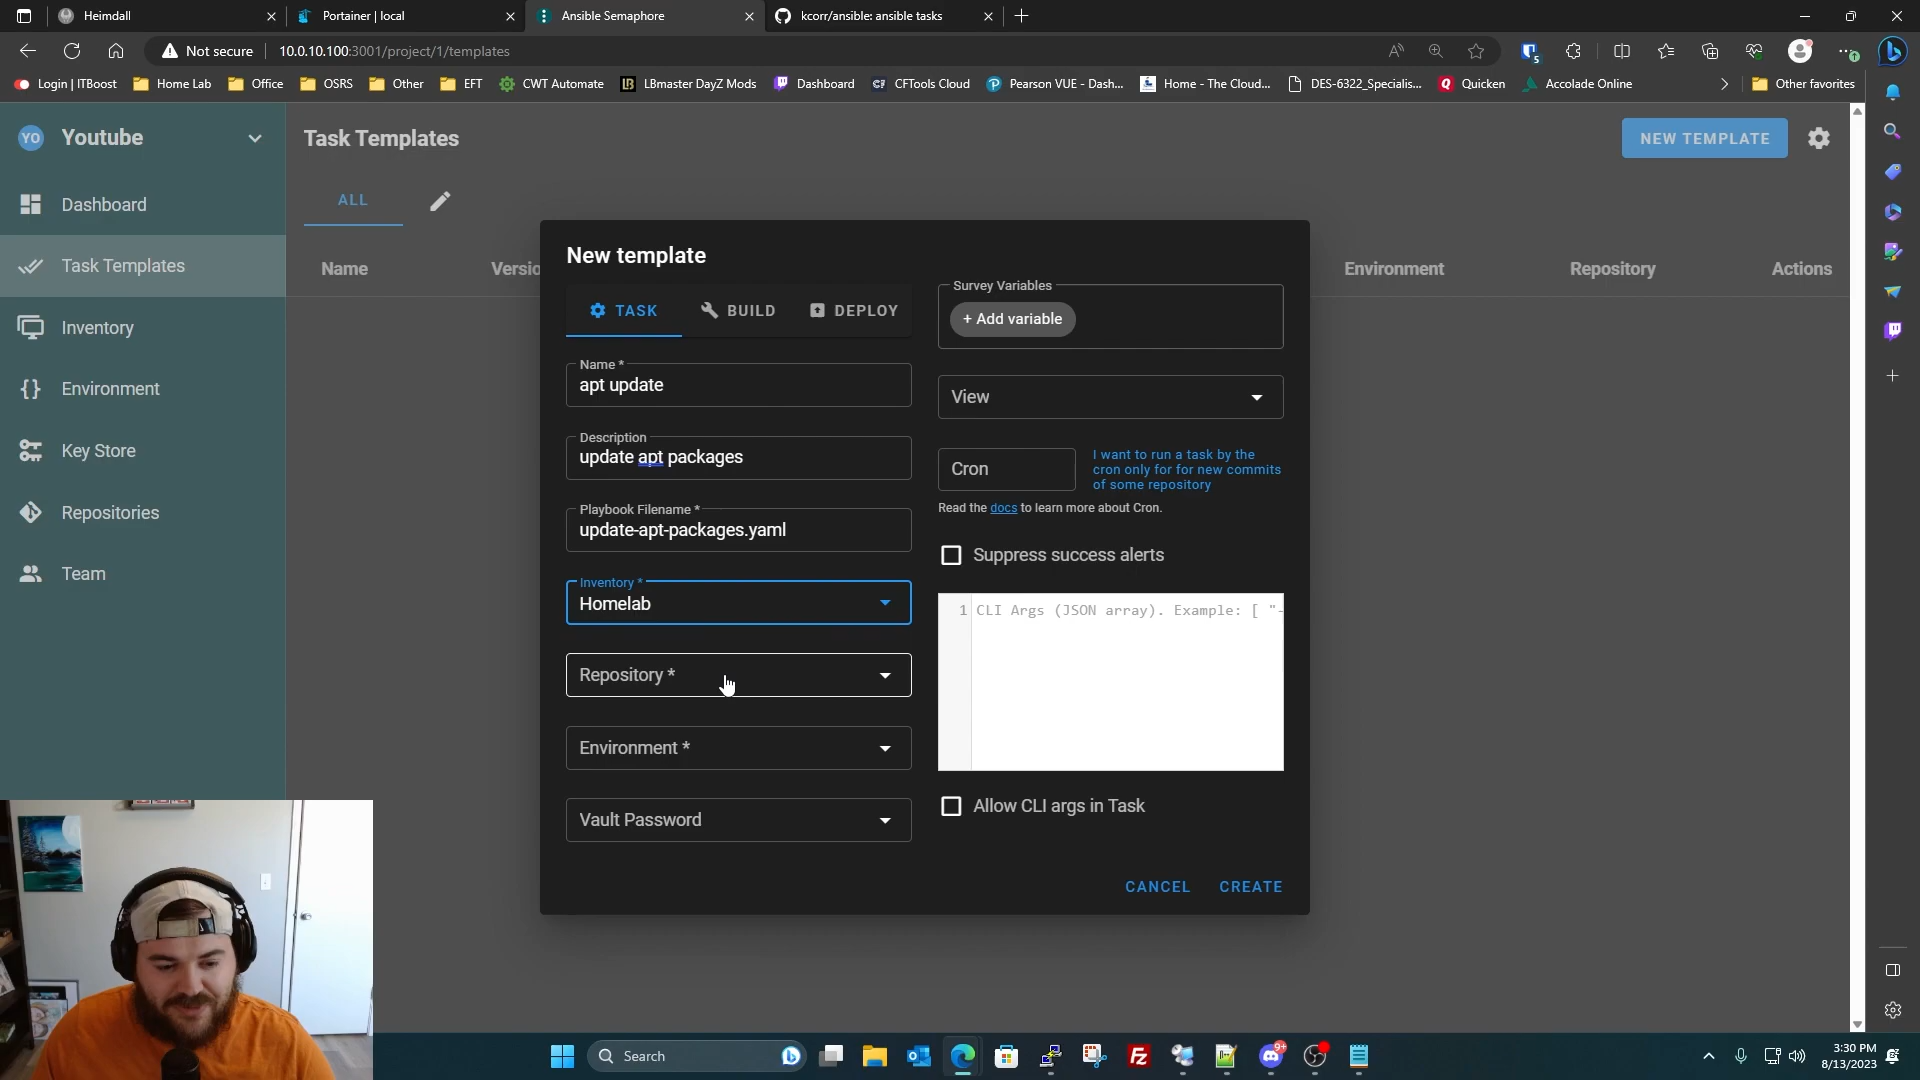 Heimdall
Portainer | local
Ansible Semaphore
kcorr/ansible: ansible tasks
Not secure
10.0.10.100:3001/project/1/templates
A
5
Login | ITBoost
Home Lab
Office
OSRS
Other
EFT
CWT Automate
LB
LBmaster DayZ Mods
Dashboard
CF
CFTools Cloud
Pearson VUE - Dash...
Home - The Cloud...
DES-6322_Specialis...
Q
Quicken
Accolade Online
Other favorites
YO
Youtube
Task Templates
NEW TEMPLATE
Dashboard
Task Templates
Inventory
Environment
Key Store
Repositories
Team
ALL
Name
Versio
Environment
Repository
Actions
New template
TASK
BUILD
DEPLOY
Name *
apt update
Description
update apt packages
Playbook Filename *
update-apt-packages.yaml
Inventory *
Homelab
Repository *
Environment *
Vault Password
Survey Variables
+ Add variable
View
Cron
I want to run a task by the
cron only for for new commits
of some repository
Read the docs to learn more about Cron.
Suppress success alerts
1 CLI Args (JSON array). Example: [ "-
Allow CLI args in Task
CANCEL
CREATE
Search
Fz
9+
3:30 PM
8/13/2023